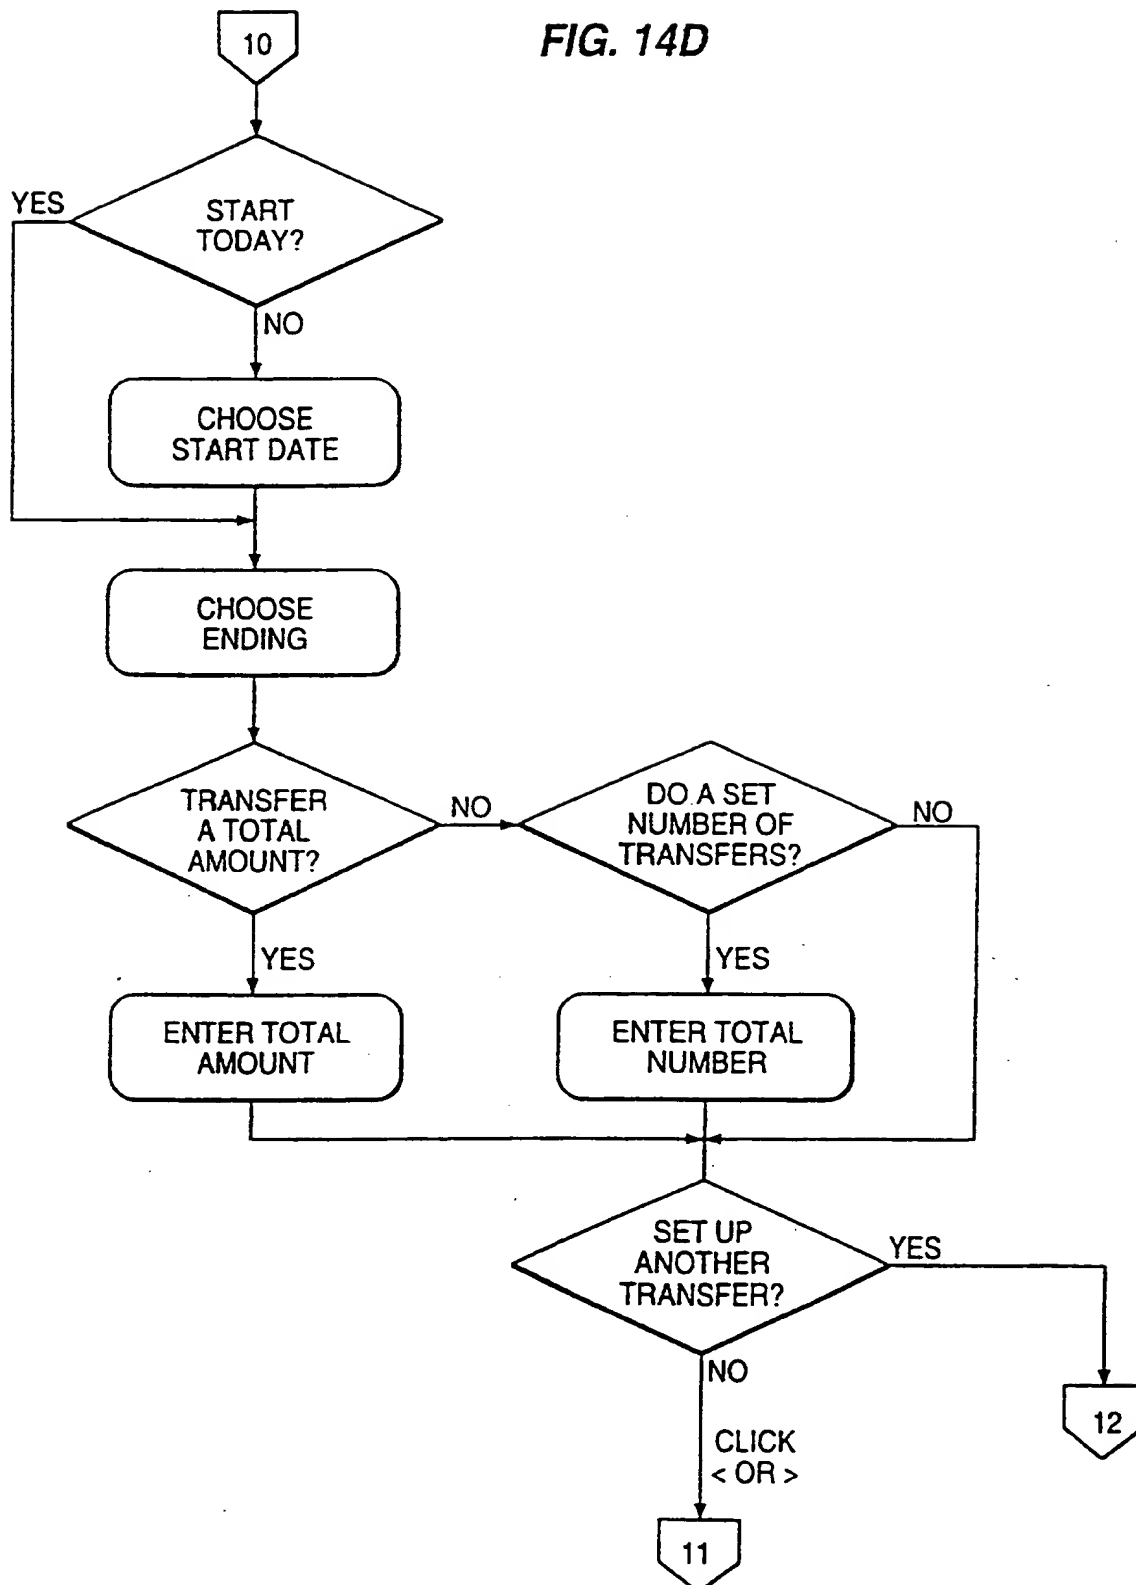 FIG. 14D
10
START
TODAY?
YES
NO
CHOOSE
START DATE
CHOOSE
ENDING
TRANSFER
A TOTAL
AMOUNT?
NO
DO A SET
NUMBER OF
TRANSFERS?
NO
YES
YES
ENTER TOTAL
AMOUNT
ENTER TOTAL
NUMBER
SET UP
ANOTHER
TRANSFER?
YES
NO
12
CLICK
< OR >
11